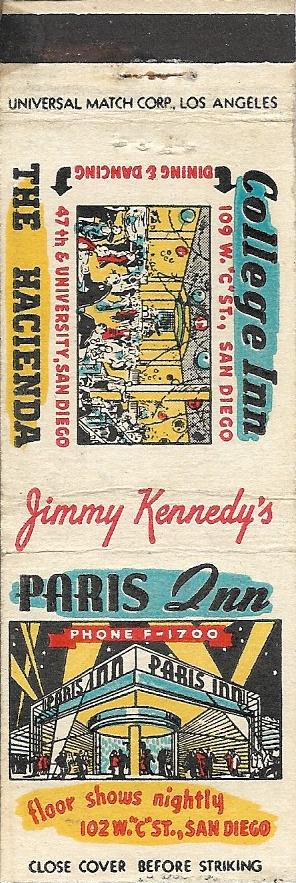 UNIVERSAL MATCH CORP., LOS ANGELES
College Inn
109 W. "C" ST., SAN DIEGO
DINING & DANCING
47th & UNIVERSITY, SAN DIEGO
THE HACIENDA
Jimmy Kennedy's
PARIS Inn
PHONE F-1700
PARIS INN PARIS INN
floor shows nightly
102 W. "C" ST., SAN DIEGO
CLOSE COVER BEFORE STRIKING